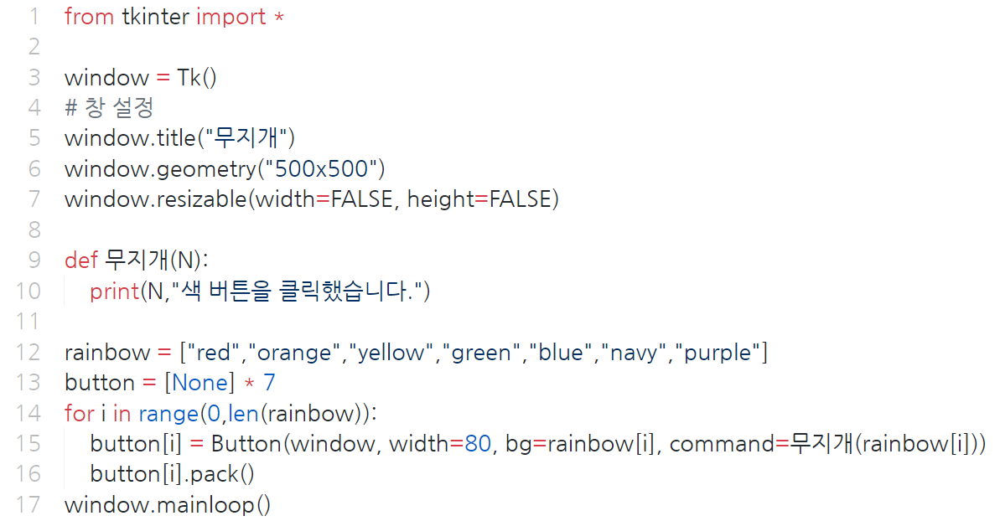 1 from tkinter import *
2
3 window = Tk()
4 # 창 설정
5 window.title("무지개")
6 window.geometry("500x500")
7 window.resizable(width=FALSE, height=FALSE)
8
9 def 무지개(N):
10 print(N,"색 버튼을 클릭했습니다.")
11
12 rainbow = ["red","orange","yellow","green","blue","navy","purple"]
13 button = [None] * 7
14 for i in range(0,len(rainbow)):
15 button[i] = Button(window, width=80, bg=rainbow[i], command=무지개(rainbow[i]))
16 button[i].pack()
17 window.mainloop()